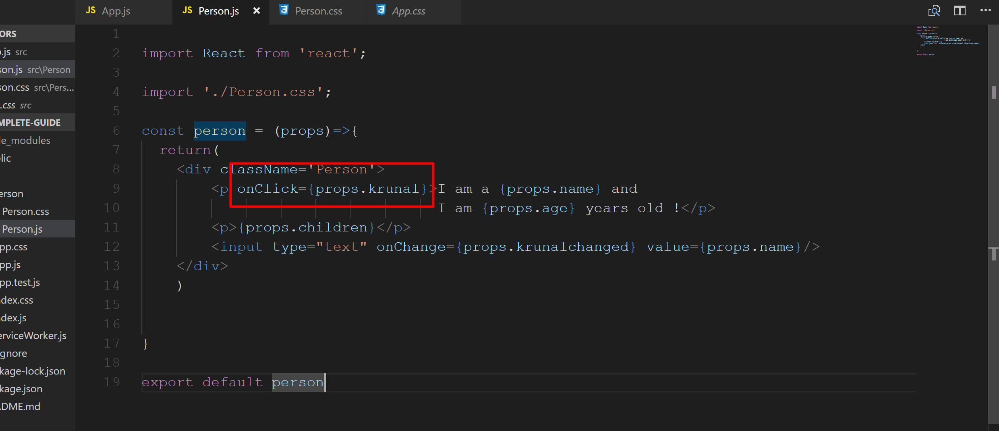 JS App.js
JS Person.js ×
Person.css
App.css
ORS
.js src
son.js src\Person
son.css src\Pers...
.css src
MPLETE-GUIDE
le_modules
lic
erson
Person.css
Person.js
pp.css
pp.js
pp.test.js
dex.css
dex.js
erviceWorker.js
gnore
kage-lock.json
kage.json
ADME.md
1
2 import React from 'react';
3
4 import './Person.css';
5
6 const person = (props)=>{
7 return(
8 <div className='Person'>
9 <p onClick={props.krunal}>I am a {props.name} and
10 I am {props.age} years old !</p>
11 <p>{props.children}</p>
12 <input type="text" onChange={props.krunalchanged} value={props.name}/>
13 </div>
14 )
15
16
17 }
18
19 export default person